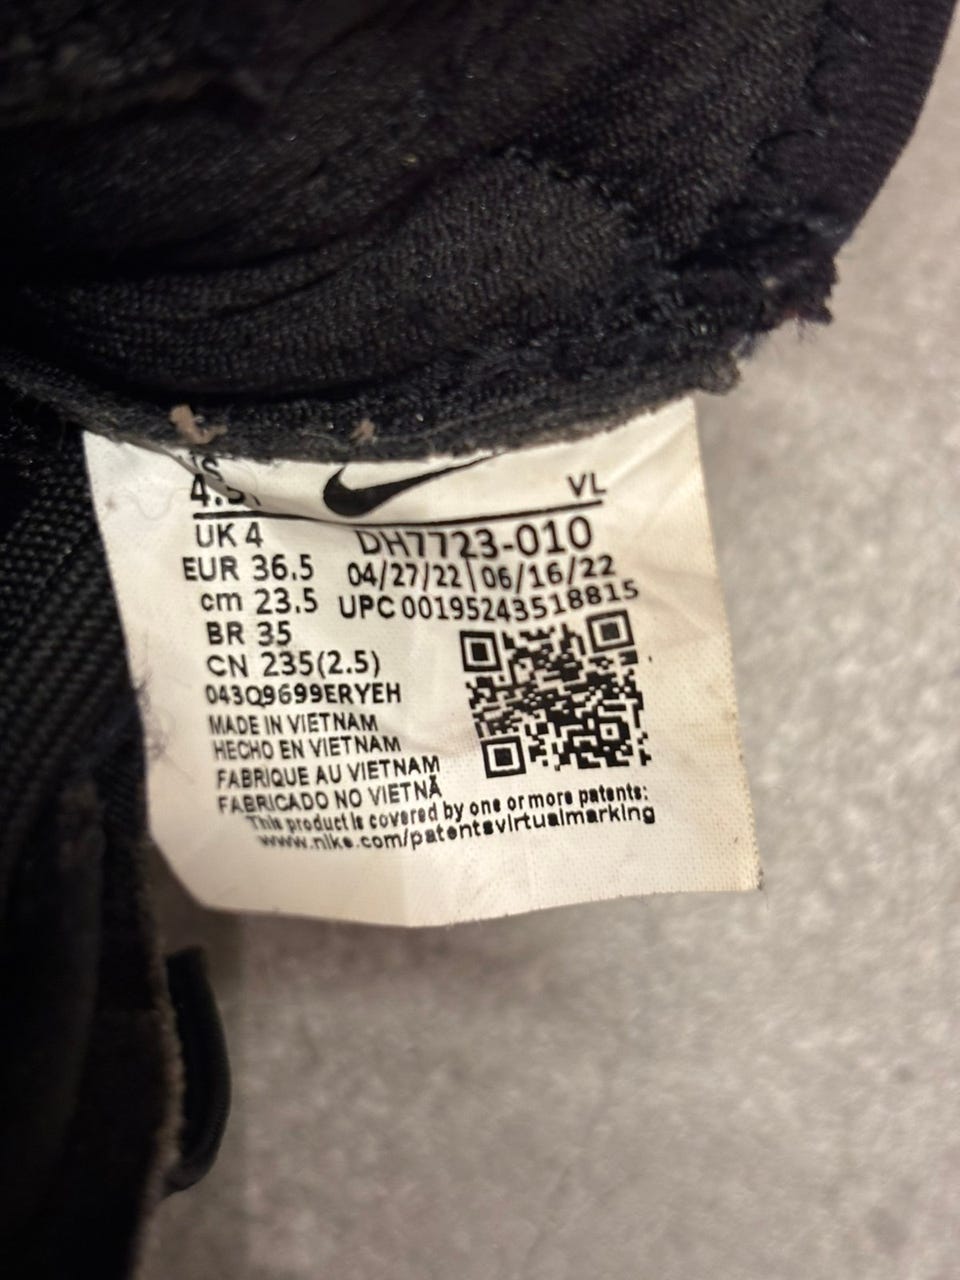 VL
UK 4
DH7723-010
EUR 36.5
04/27/22\06/16/22
cm 23.5
UPC 00195243518815
BR 35
CN 235(2.5)
043Q9699ERYEH
MADE IN VIETNAM
HECHO EN VIETNAM
FABRIQUE AU VIETNAM
FABRICADO NO VIETNÃ
This product is covered by one or more patents:
www.nike.com/patentsvirtualmarking